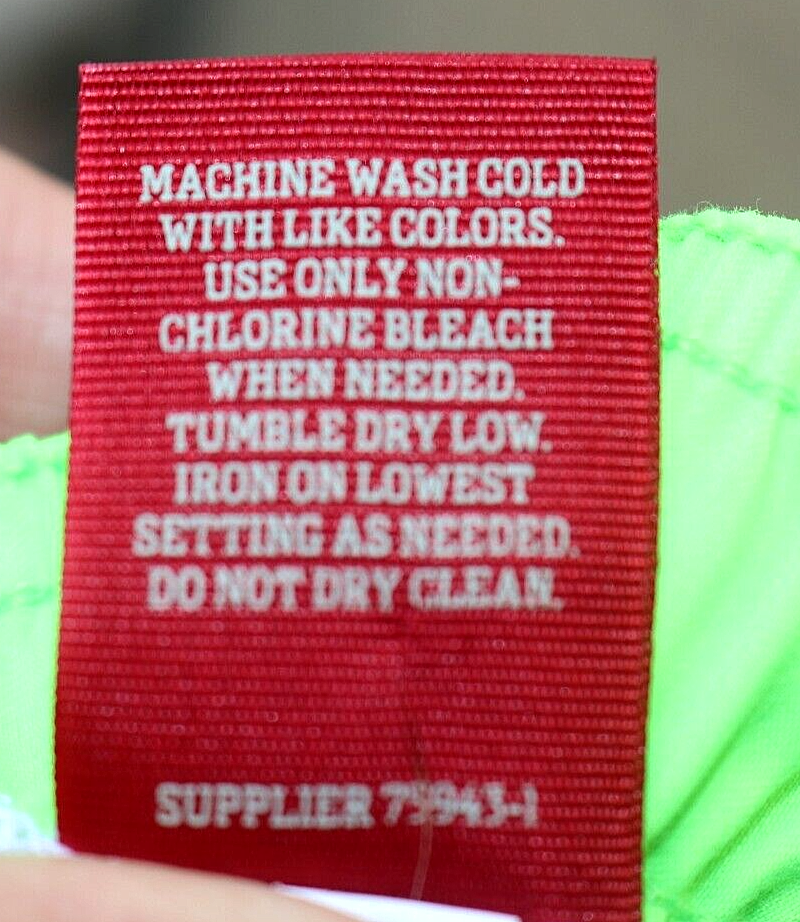 MACHINE WASH COLD
WITH LIKE COLORS.
USE ONLY NON-
CHLORINE BLEACH
WHEN NEEDED.
TUMBLE DRY LOW.
IRON ON LOWEST
SETTING AS NEEDED.
DO NOT DRY CLEAN.
SUPPLIER 75943-1